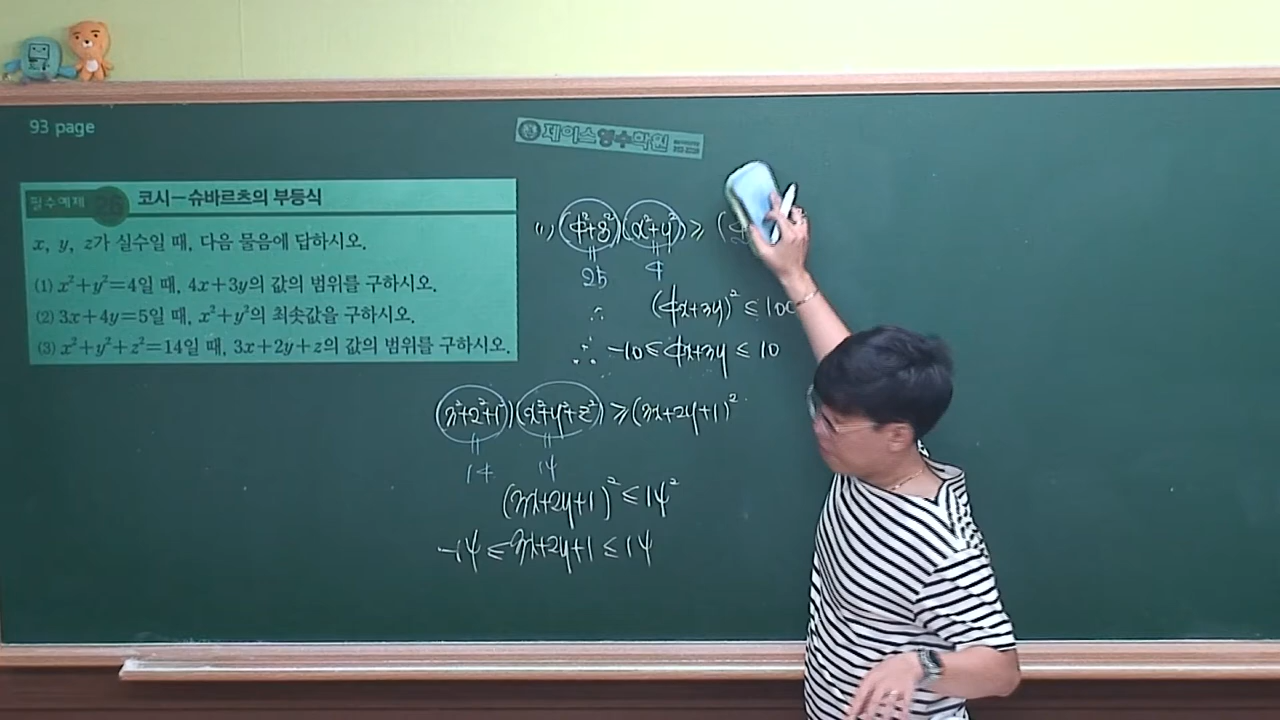 93 page
제이스영수학원
필수예제 26 코시-슈바르츠의 부등식
x, y, z가 실수일 때, 다음 물음에 답하시오.
(1) x²+y²=4일 때, 4x+3y의 값의 범위를 구하시오.
(2) 3x+4y=5일 때, x²+y²의 최솟값을 구하시오.
(3) x²+y²+z²=14일 때, 3x+2y+z의 값의 범위를 구하시오.
(1) (4²+3²)(x²+y²) ≥ (4
25 4
∴ (4x+3y)² ≤ 100
∴ -10 ≤ 4x+3y ≤ 10
(3²+2²+1²)(x²+y²+z²) ≥ (3x+2y+1)²
14 14
(3x+2y+1)² ≤ 14²
-14 ≤ 3x+2y+1 ≤ 14